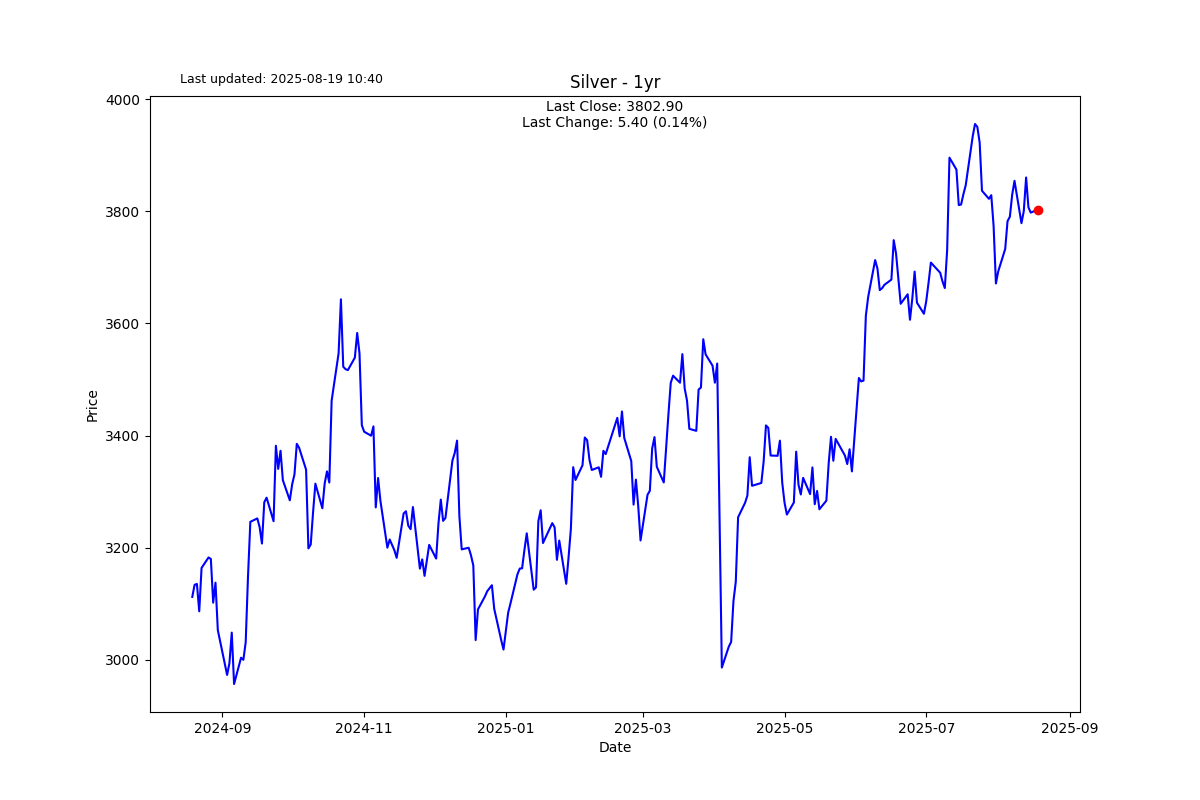 Last updated: 2025-08-19 10:40
Silver - 1yr
Last Close: 3802.90
Last Change: 5.40 (0.14%)
4000
3800
3600
3400
3200
3000
Price
2024-09
2024-11
2025-01
2025-03
2025-05
2025-07
2025-09
Date